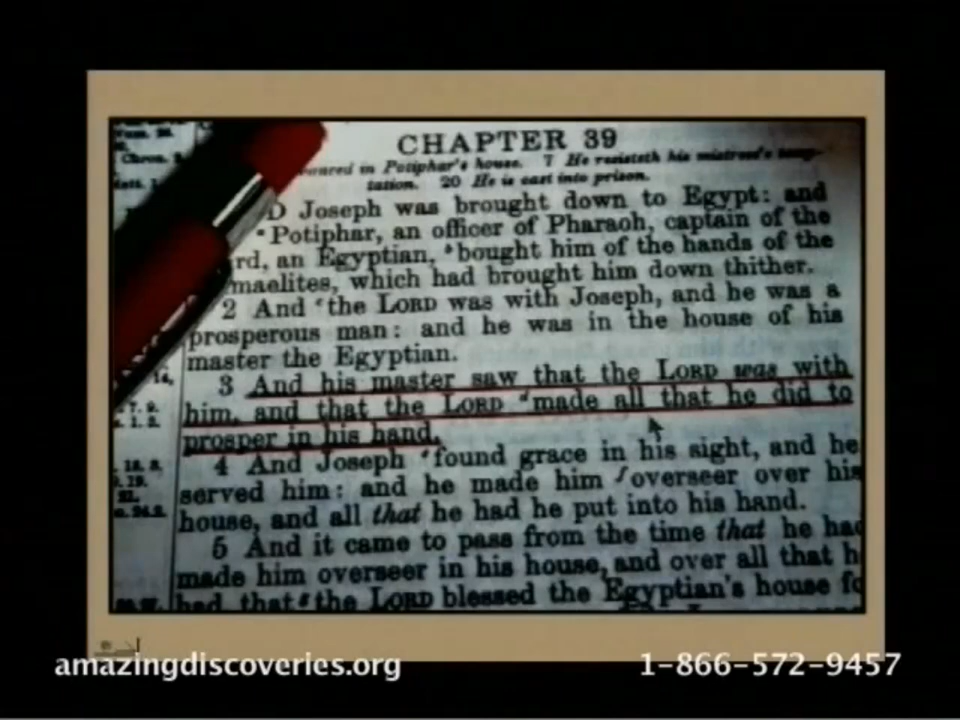 CHAPTER 39
in Potiphar's house. 7 He resisteth his mistress's temp-
tation. 20 He is cast into prison.
D Joseph was brought down to Egypt: and
Potiphar, an officer of Pharaoh, captain of the
rd, an Egyptian, bought him of the hands of the
maelites, which had brought him down thither.
2 And the LORD was with Joseph, and he was a
prosperous man: and he was in the house of his
master the Egyptian.
3 And his master saw that the LORD was with
him, and that the LORD made all that he did to
prosper in his hand.
4 And Joseph found grace in his sight, and he
served him: and he made him overseer over his
house, and all that he had he put into his hand.
5 And it came to pass from the time that he had
made him overseer in his house, and over all that h
had, that the LORD blessed the Egyptian's house fo
amazingdiscoveries.org
1-866-572-9457